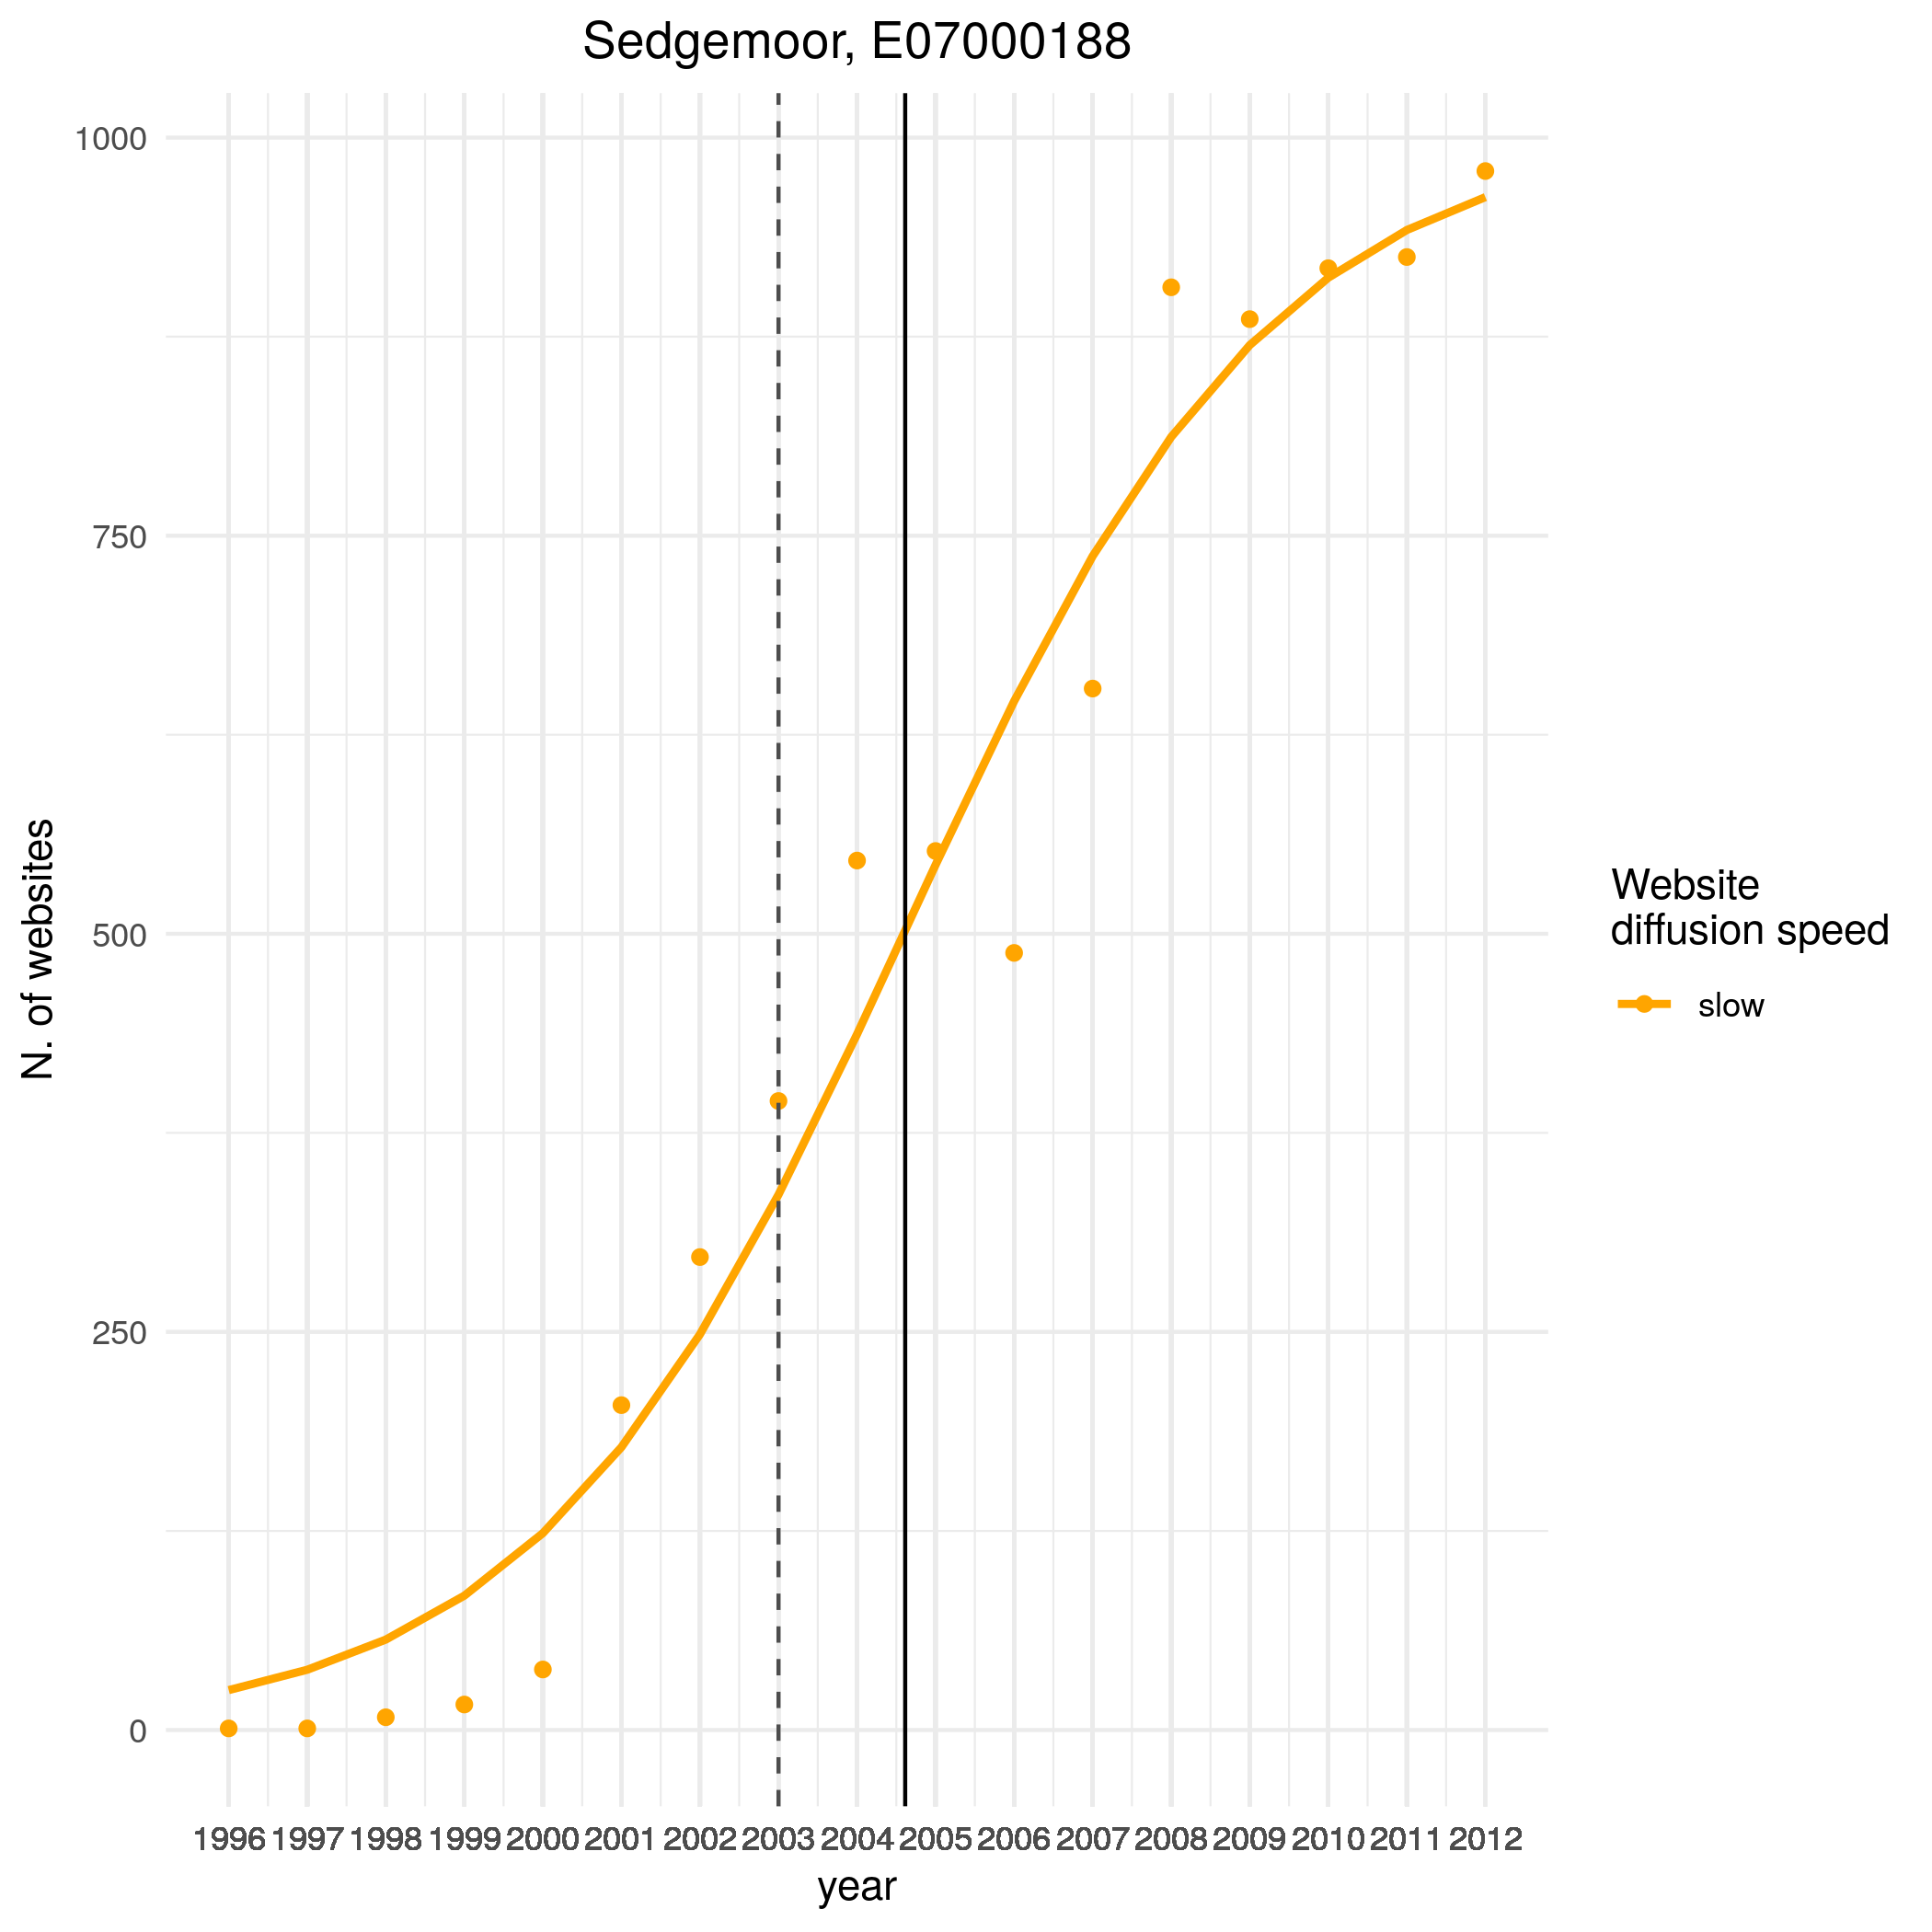 Sedgemoor, E07000188
1000
750
500
250
0
N. of websites
1996 1997 1998 1999 2000 2001 2002 2003 2004 2005 2006 2007 2008 2009 2010 2011 2012
year
Website
diffusion speed
slow